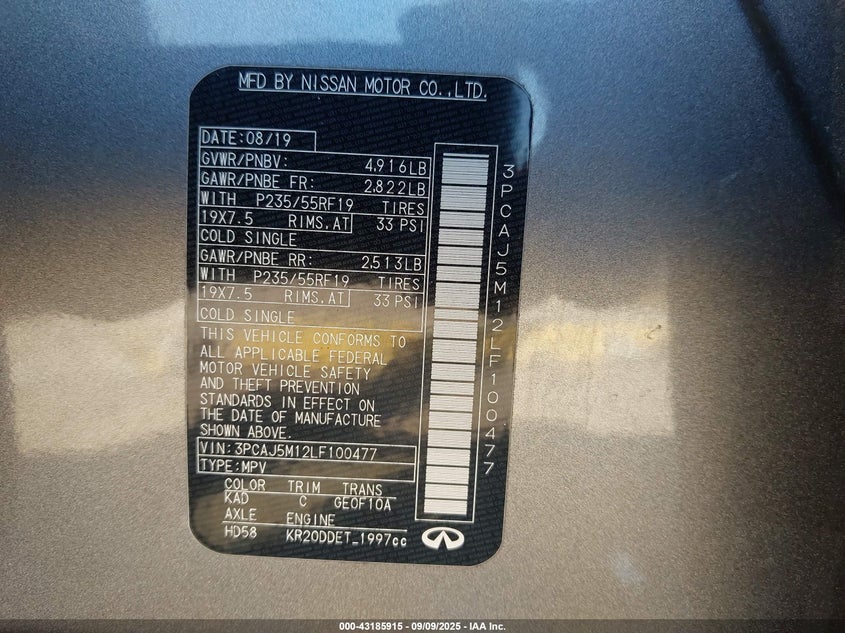 MFD BY NISSAN MOTOR CO.,LTD.
DATE:08/19
GVWR/PNBV: 4,916LB
GAWR/PNBE FR: 2,822LB
WITH P235/55RF19 TIRES
19X7.5 RIMS,AT 33 PSI
COLD SINGLE
GAWR/PNBE RR: 2,513LB
WITH P235/55RF19 TIRES
19X7.5 RIMS,AT 33 PSI
COLD SINGLE
THIS VEHICLE CONFORMS TO
ALL APPLICABLE FEDERAL
MOTOR VEHICLE SAFETY
AND THEFT PREVENTION
STANDARDS IN EFFECT ON
THE DATE OF MANUFACTURE
SHOWN ABOVE.
VIN:3PCAJ5M12LF100477
TYPE:MPV
COLOR TRIM TRANS
KAD C GE0F10A
AXLE ENGINE
HD58 KR20DDET_1997cc
3PCAJ5M12LF100477
000-43185915 - 09/09/2025 - IAA Inc.